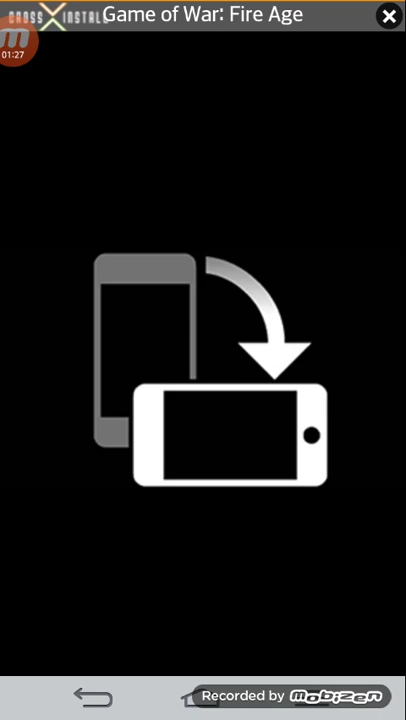 CROSS X INSTALL
Game of War: Fire Age
M
01:27
Recorded by Mobizen